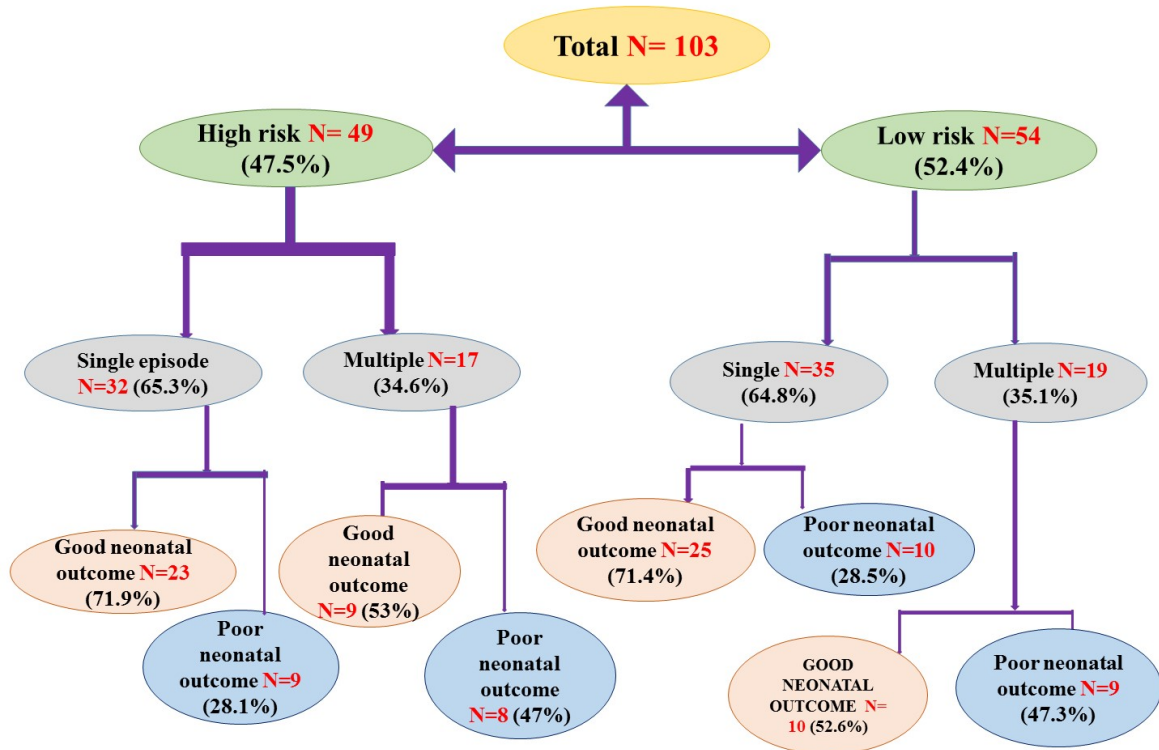 Total N= 103
High risk N= 49
(47.5%)
Low risk N=54
(52.4%)
Single episode
N=32 (65.3%)
Multiple N=17
(34.6%)
Single N=35
(64.8%)
Multiple N=19
(35.1%)
Good neonatal
outcome N=23
(71.9%)
Poor
neonatal
outcome N=9
(28.1%)
Good
neonatal
outcome
N=9 (53%)
Poor
neonatal
outcome
N=8 (47%)
Good neonatal
outcome N=25
(71.4%)
Poor neonatal
outcome N=10
(28.5%)
GOOD
NEONATAL
OUTCOME N=
10 (52.6%)
Poor neonatal
outcome N=9
(47.3%)